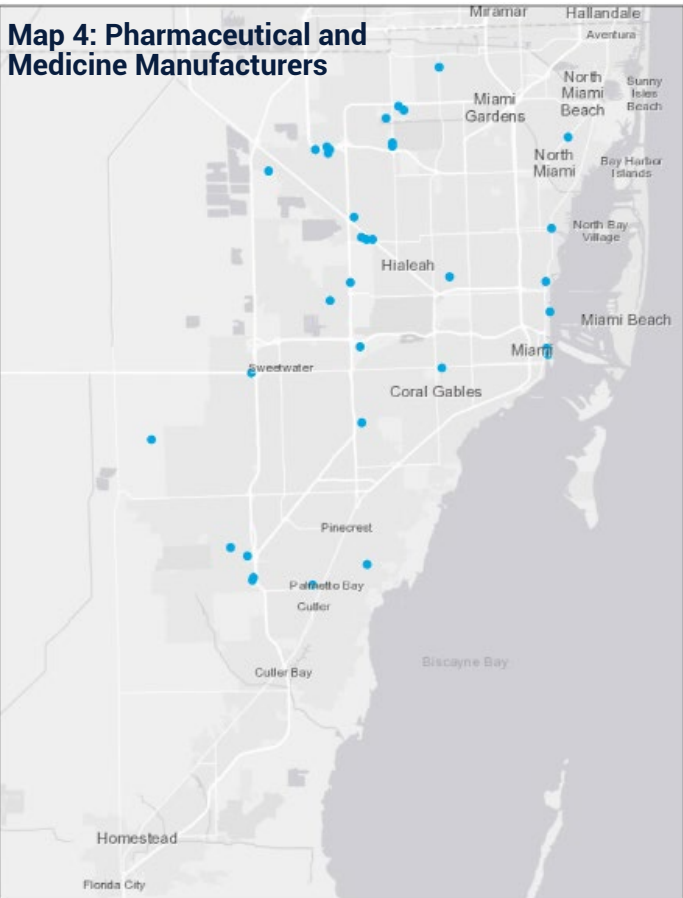 Map 4: Pharmaceutical and
Medicine Manufacturers
Miramar
Hallandale
Aventura
North
Miami
Beach
Sunny
Isles
Beach
Miami
Gardens
North
Miami
Bay Harbor
Islands
North Bay
Village
Hialeah
Miami Beach
Miami
Sweetwater
Coral Gables
Pinecrest
Palmetto Bay
Cutler
Biscayne Bay
Cutler Bay
Homestead
Florida City